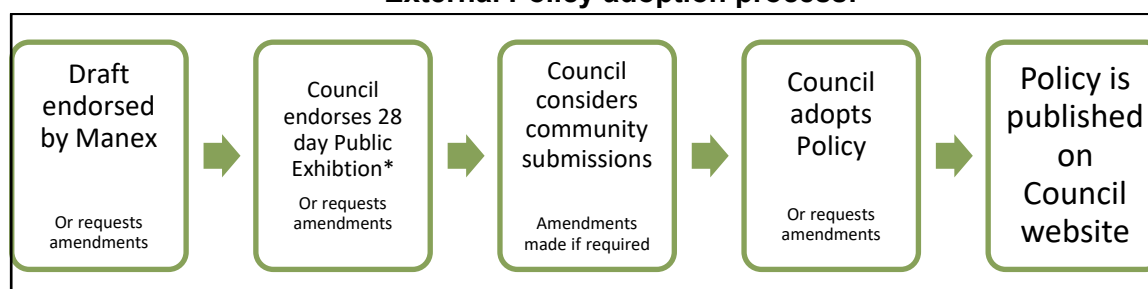 External Policy adoption process:
Draft
endorsed
by Manex
Or requests
amendments
Council
endorses 28
day Public
Exhibtion*
Or requests
amendments
Council
considers
community
submissions
Amendments
made if required
Council
adopts
Policy
Or requests
amendments
Policy is
published
on
Council
website